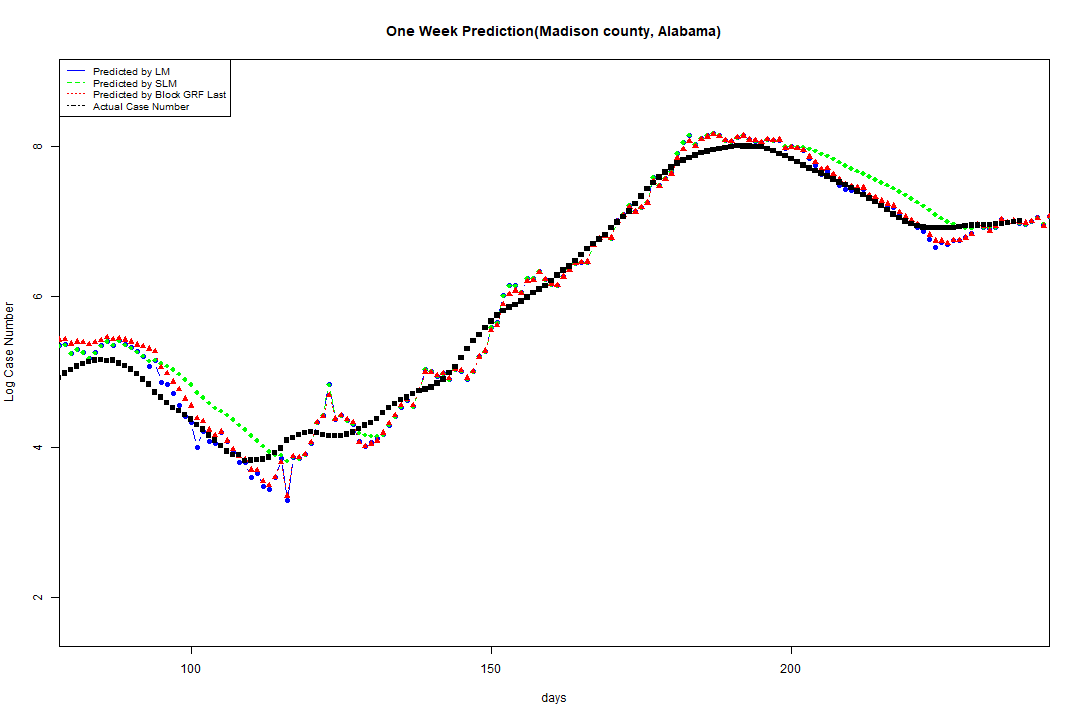 One Week Prediction(Madison county, Alabama)
Predicted by LM
Predicted by SLM
Predicted by Block GRF Last
Actual Case Number
Log Case Number
8
6
4
2
100 150 200
days